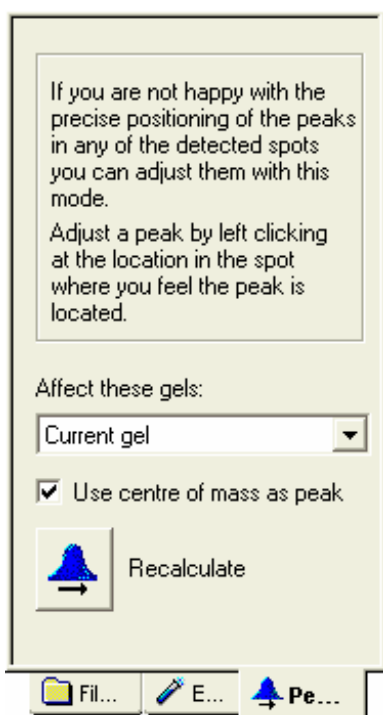 If you are not happy with the
precise positioning of the peaks
in any of the detected spots
you can adjust them with this
mode.
Adjust a peak by left clicking
at the location in the spot
where you feel the peak is
located.
Affect these gels:
Current gel
Use centre of mass as peak
Recalculate
Fil... E... Pe...